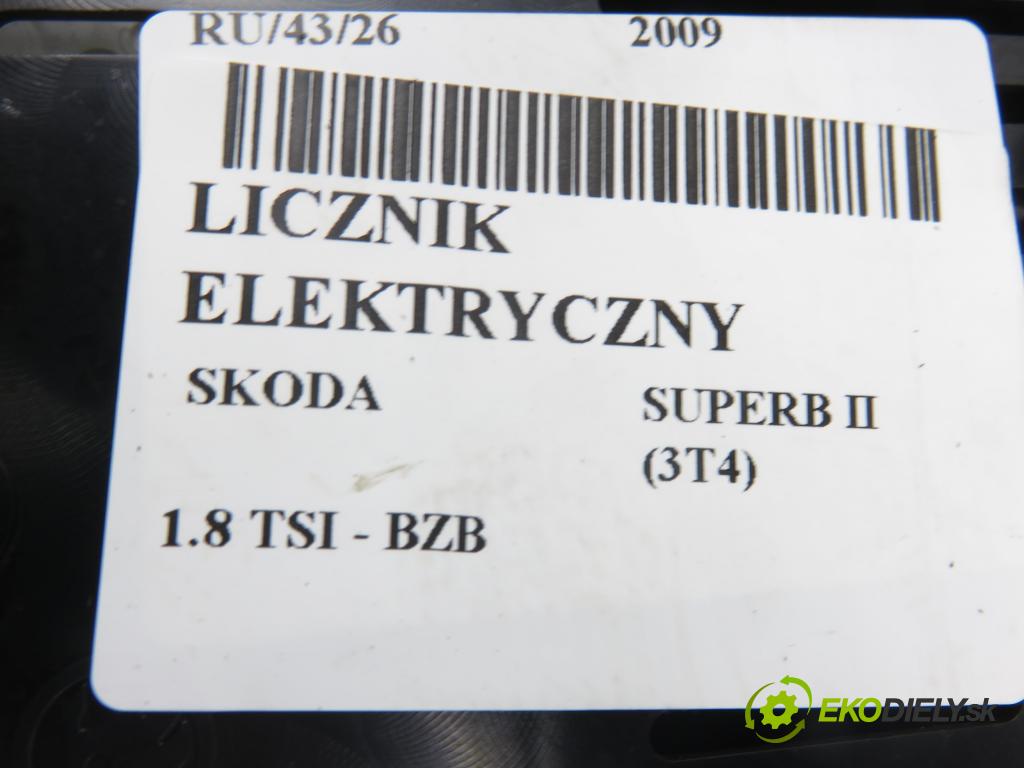 RU/43/26 2009
LICZNIK
ELEKTRYCZNY
SKODA SUPERB II
(3T4)
1.8 TSI - BZB
EKODIELY.sk